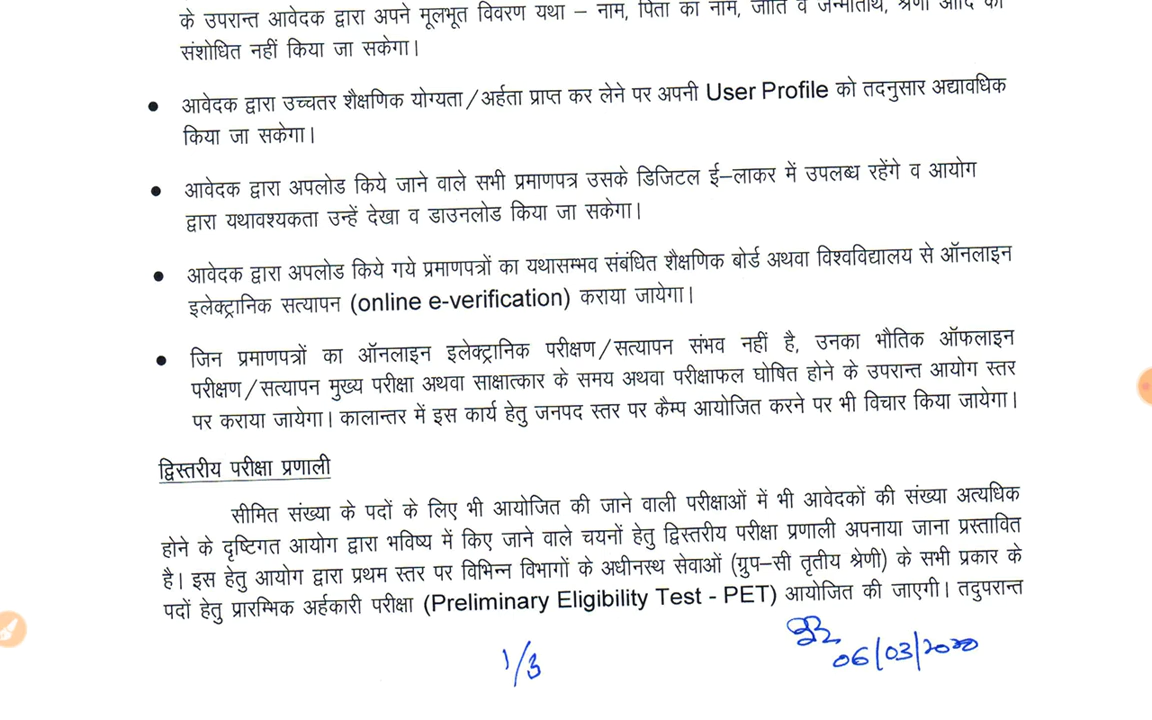 के उपरान्त आवेदक द्वारा अपने मूलभूत विवरण यथा – नाम, पिता का नाम, जाति व जन्मतिथि, श्रेणी आदि को
संशोधित नहीं किया जा सकेगा।
• आवेदक द्वारा उच्चतर शैक्षणिक योग्यता/अर्हता प्राप्त कर लेने पर अपनी User Profile को तदनुसार अद्यावधिक
किया जा सकेगा।
• आवेदक द्वारा अपलोड किये जाने वाले सभी प्रमाणपत्र उसके डिजिटल ई–लाकर में उपलब्ध रहेंगे व आयोग
द्वारा यथावश्यकता उन्हें देखा व डाउनलोड किया जा सकेगा।
• आवेदक द्वारा अपलोड किये गये प्रमाणपत्रों का यथासम्भव संबंधित शैक्षणिक बोर्ड अथवा विश्वविद्यालय से ऑनलाइन
इलेक्ट्रानिक सत्यापन (online e-verification) कराया जायेगा।
• जिन प्रमाणपत्रों का ऑनलाइन इलेक्ट्रानिक परीक्षण/सत्यापन संभव नहीं है, उनका भौतिक ऑफलाइन
परीक्षण/सत्यापन मुख्य परीक्षा अथवा साक्षात्कार के समय अथवा परीक्षाफल घोषित होने के उपरान्त आयोग स्तर
पर कराया जायेगा। कालान्तर में इस कार्य हेतु जनपद स्तर पर कैम्प आयोजित करने पर भी विचार किया जायेगा।
द्विस्तरीय परीक्षा प्रणाली
सीमित संख्या के पदों के लिए भी आयोजित की जाने वाली परीक्षाओं में भी आवेदकों की संख्या अत्यधिक
होने के दृष्टिगत आयोग द्वारा भविष्य में किए जाने वाले चयनों हेतु द्विस्तरीय परीक्षा प्रणाली अपनाया जाना प्रस्तावित
है। इस हेतु आयोग द्वारा प्रथम स्तर पर विभिन्न विभागों के अधीनस्थ सेवाओं (ग्रुप–सी तृतीय श्रेणी) के सभी प्रकार के
पदों हेतु प्रारम्भिक अर्हकारी परीक्षा (Preliminary Eligibility Test - PET) आयोजित की जाएगी। तदुपरान्त
1/3
06/03/2020